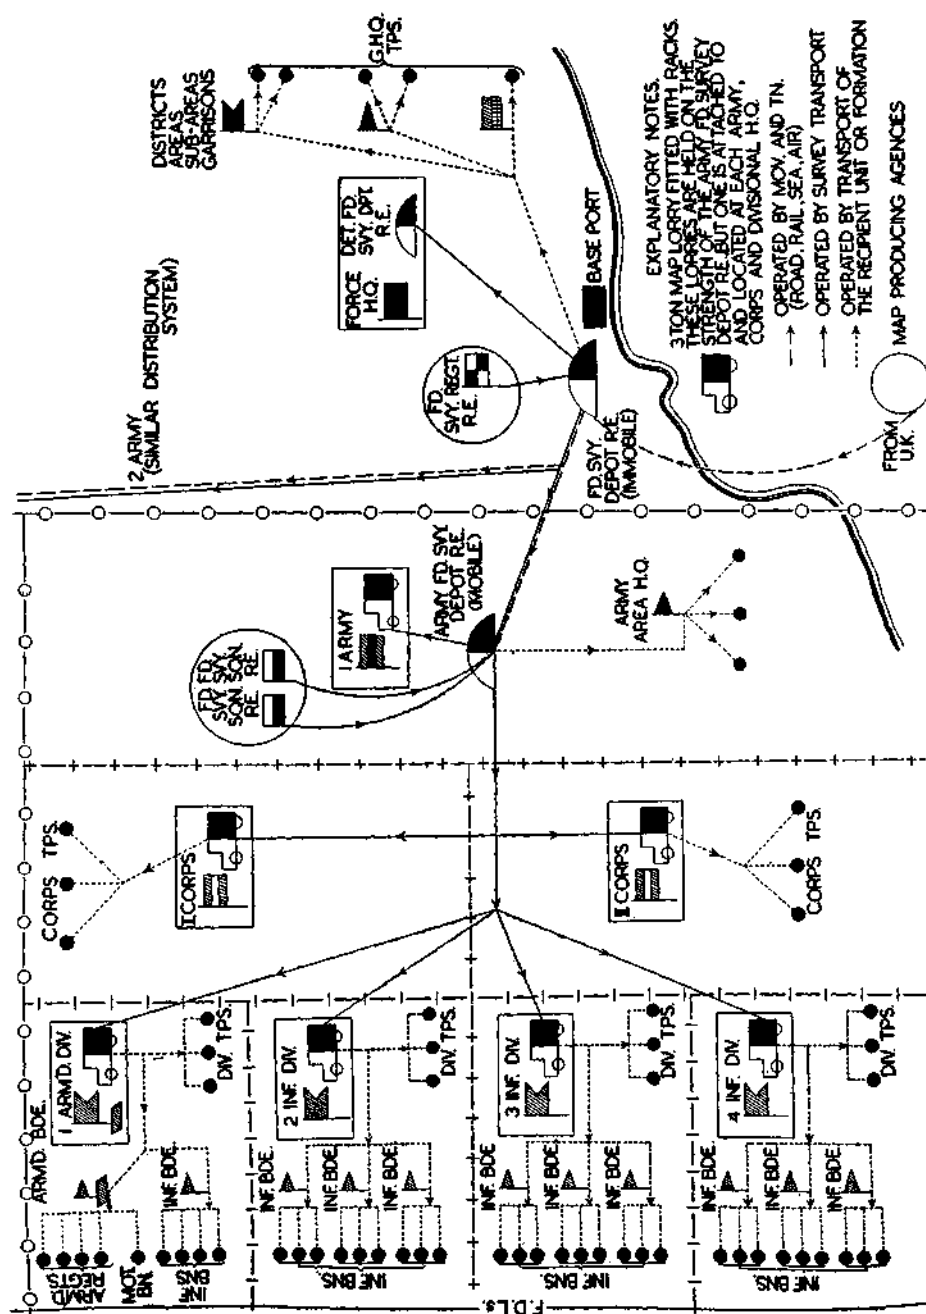 2 ARMY
(SIMILAR DISTRIBUTION
SYSTEM)
DISTRICTS
AREAS
SUB-AREAS
GARRISONS
G.H.Q.
TPS.
FORCE
H.Q.
DET. FD.
SVY. DPT.
R.E.
FD.
SVY. REGT.
R.E.
BASE PORT
FD. SVY.
DEPOT R.E.
(IMMOBILE)
EXPLANATORY NOTES.
3 TON MAP LORRY FITTED WITH RACKS.
THESE LORRIES ARE HELD ON THE
STRENGTH OF THE ARMY FD. SURVEY
DEPOT R.E. BUT ONE IS ATTACHED TO
AND LOCATED AT EACH ARMY,
CORPS AND DIVISIONAL H.Q.
OPERATED BY MOV. AND TN.
(ROAD, RAIL, SEA, AIR)
OPERATED BY SURVEY TRANSPORT
OPERATED BY TRANSPORT OF
THE RECIPIENT UNIT OR FORMATION
MAP PRODUCING AGENCIES
FROM
U.K.
FD.
SVY.
SQN.
R.E.
FD.
SVY.
SQN.
R.E.
1 ARMY
ARMY FD. SVY.
DEPOT R.E.
(MOBILE)
ARMY
AREA H.Q.
CORPS TPS.
I CORPS
II CORPS
CORPS TPS.
ARMD. BDE.
1 ARMD. DIV.
DIV. TPS.
INF. BDE.
ARMD.
REGTS
MOT.
BN.
INF.
BNS
2 INF. DIV.
DIV. TPS.
INF. BDE.
INF. BDE.
INF. BDE.
INF. BNS.
3 INF. DIV.
DIV. TPS.
INF. BDE.
INF. BDE.
INF. BDE.
INF. BNS.
4 INF. DIV.
DIV. TPS.
INF. BDE.
INF. BDE.
INF. BDE.
INF. BNS.
F.D.Ls.